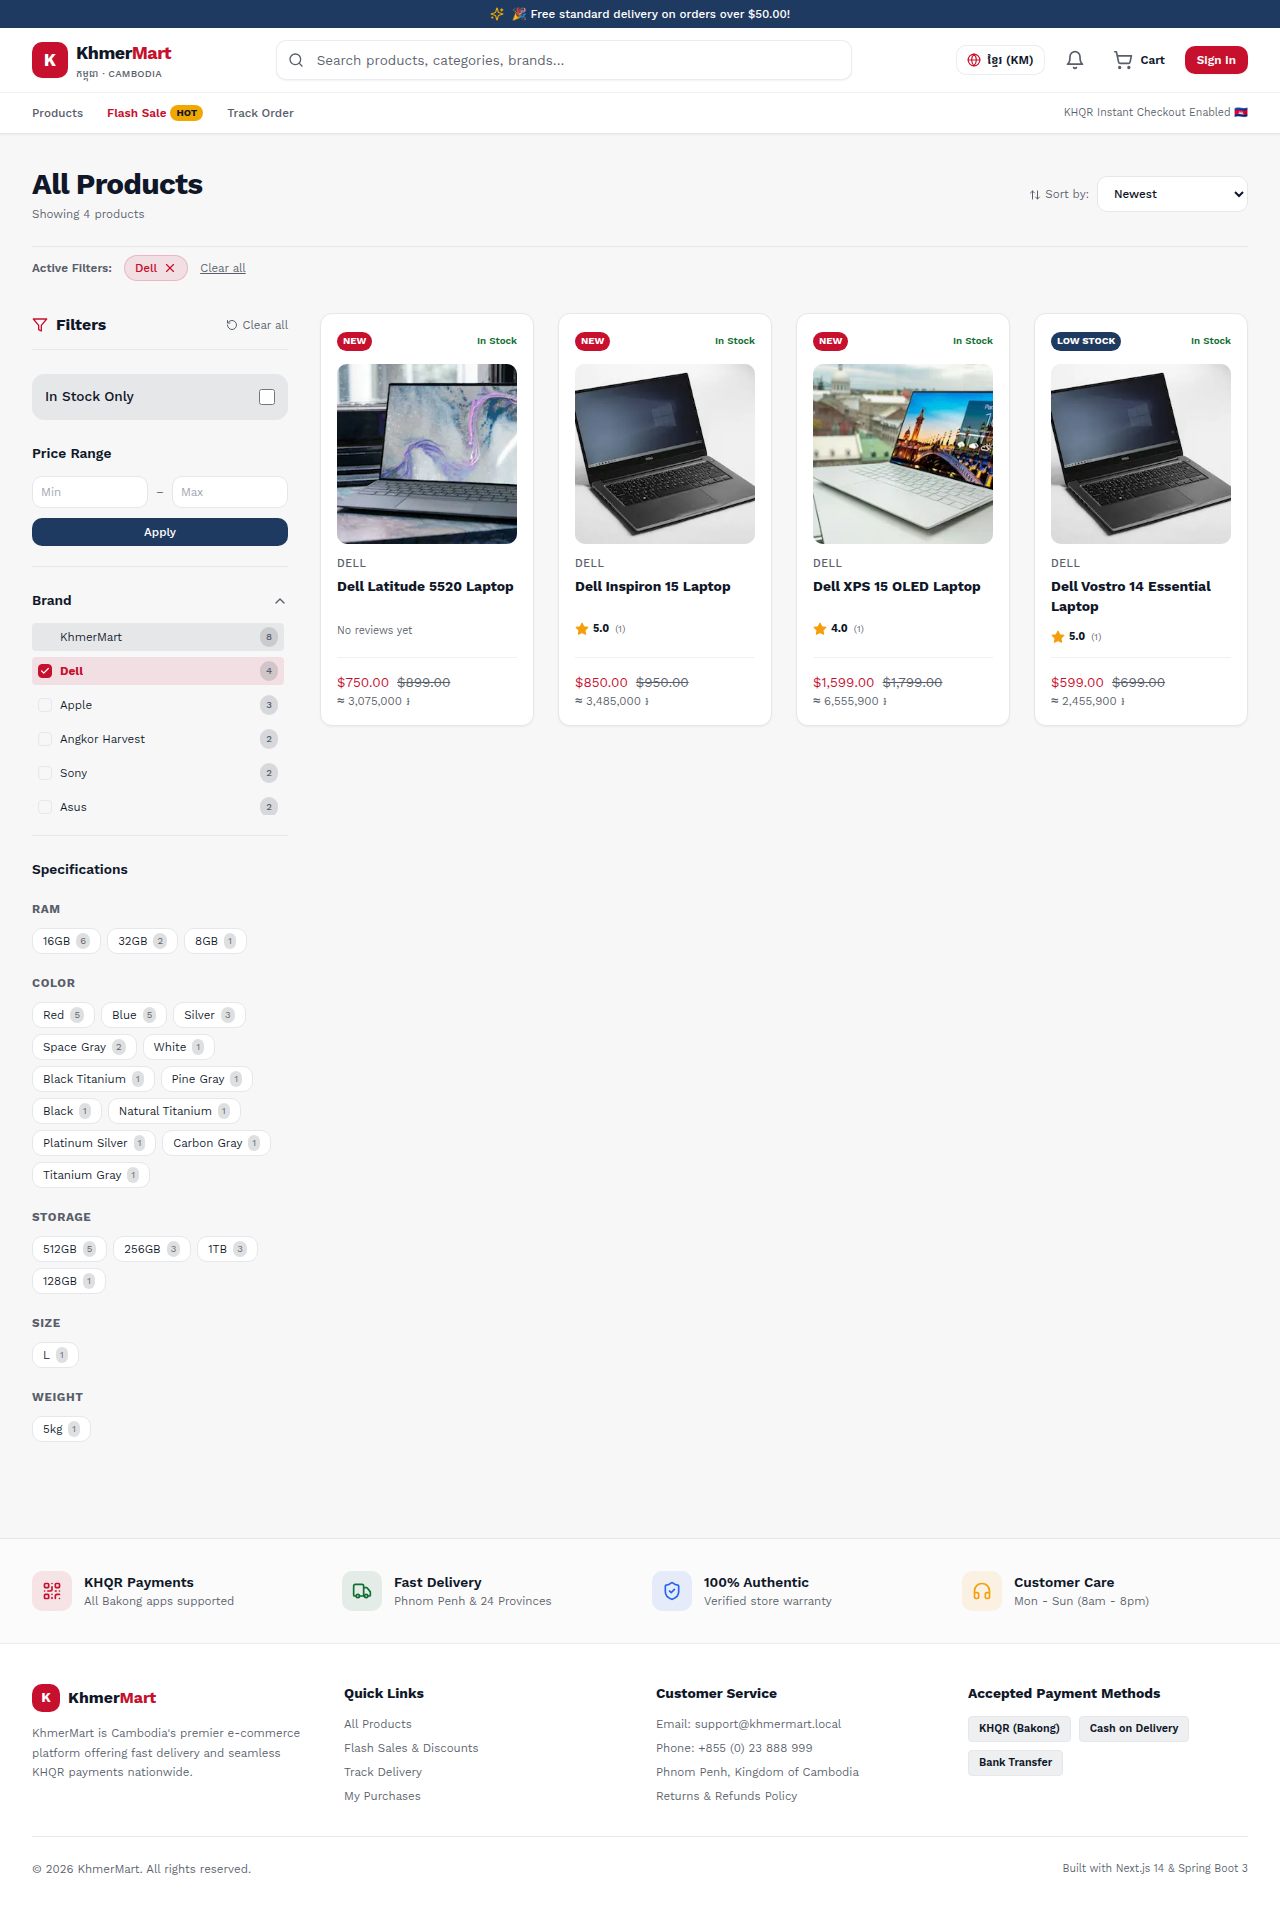 ✨ 🎉 Free standard delivery on orders over $50.00!
K
KhmerMart
កម្ពុជា · CAMBODIA
Search products, categories, brands...
ខ្មែរ (KM)
Cart
Sign In
Products
Flash Sale HOT
Track Order
KHQR Instant Checkout Enabled 🇰🇭
All Products
Showing 4 products
Sort by:
Newest
Active Filters:
Dell
Clear all
Filters
Clear all
In Stock Only
Price Range
Min
–
Max
Apply
Brand
KhmerMart 8
Dell 4
Apple 3
Angkor Harvest 2
Sony 2
Asus 2
Specifications
RAM
16GB 6 32GB 2 8GB 1
COLOR
Red 5 Blue 5 Silver 3
Space Gray 2 White 1
Black Titanium 1 Pine Gray 1
Black 1 Natural Titanium 1
Platinum Silver 1 Carbon Gray 1
Titanium Gray 1
STORAGE
512GB 5 256GB 3 1TB 3
128GB 1
SIZE
L 1
WEIGHT
5kg 1
NEW
In Stock
DELL
Dell Latitude 5520 Laptop
No reviews yet
$750.00 $899.00
≈ 3,075,000 ៛
NEW
In Stock
DELL
Dell Inspiron 15 Laptop
5.0 (1)
$850.00 $950.00
≈ 3,485,000 ៛
NEW
In Stock
DELL
Dell XPS 15 OLED Laptop
4.0 (1)
$1,599.00 $1,799.00
≈ 6,555,900 ៛
LOW STOCK
In Stock
DELL
Dell Vostro 14 Essential
Laptop
5.0 (1)
$599.00 $699.00
≈ 2,455,900 ៛
KHQR Payments
All Bakong apps supported
Fast Delivery
Phnom Penh & 24 Provinces
100% Authentic
Verified store warranty
Customer Care
Mon - Sun (8am - 8pm)
K
KhmerMart
KhmerMart is Cambodia's premier e-commerce
platform offering fast delivery and seamless
KHQR payments nationwide.
Quick Links
All Products
Flash Sales & Discounts
Track Delivery
My Purchases
Customer Service
Email: support@khmermart.local
Phone: +855 (0) 23 888 999
Phnom Penh, Kingdom of Cambodia
Returns & Refunds Policy
Accepted Payment Methods
KHQR (Bakong)
Cash on Delivery
Bank Transfer
© 2026 KhmerMart. All rights reserved.
Built with Next.js 14 & Spring Boot 3